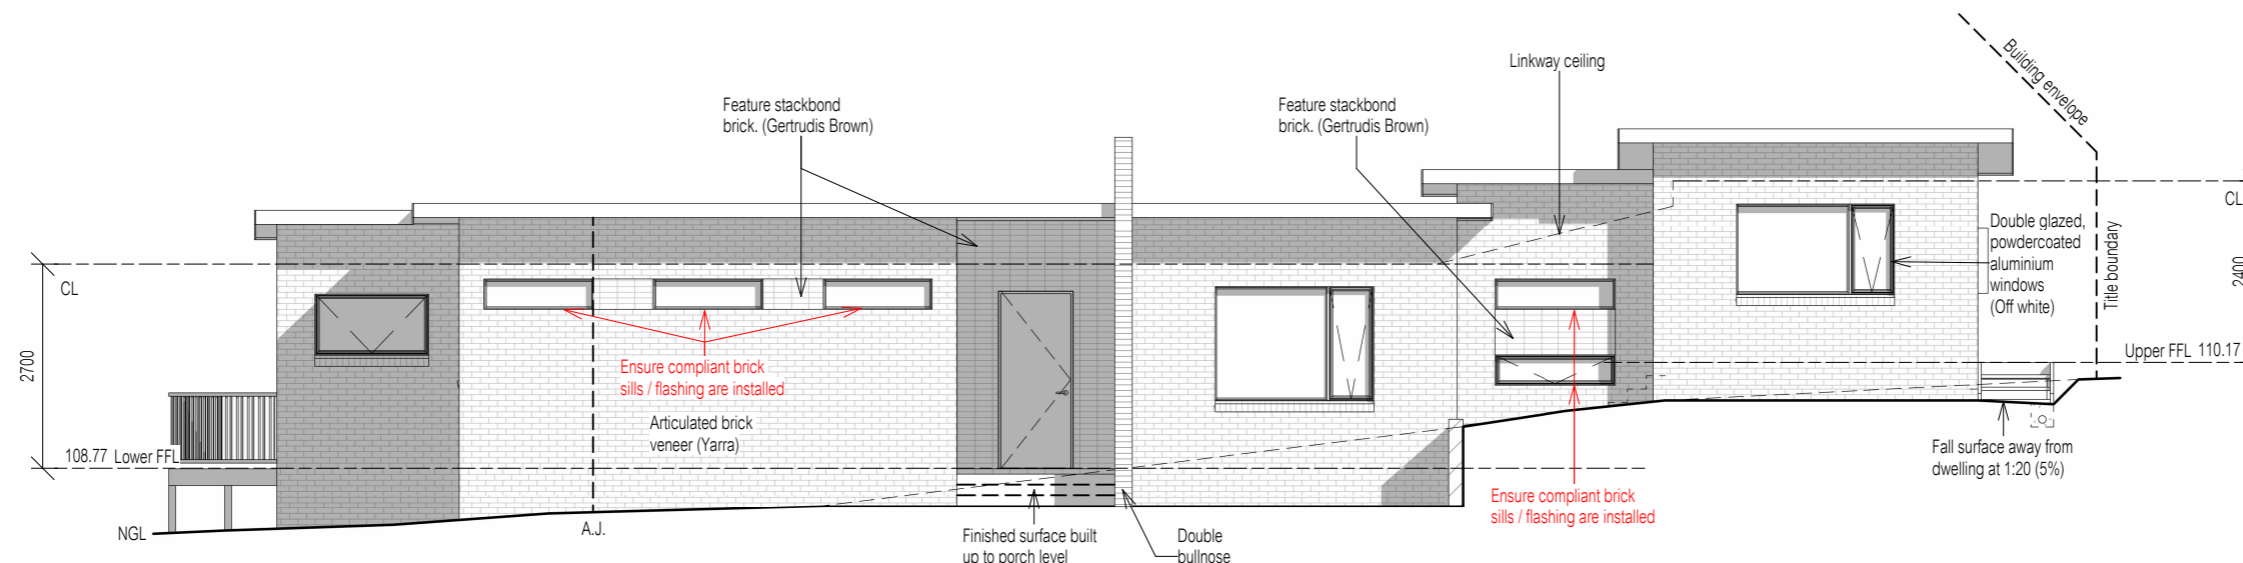 Building envelope
Linkway ceiling
Feature stackbond
brick. (Gertrudis Brown)
Feature stackbond
brick. (Gertrudis Brown)
CL
CL
2700
2400
Double glazed,
powdercoated
aluminium
windows
(Off white)
Title boundary
Ensure compliant brick
sills / flashing are installed
Articulated brick
veneer (Yarra)
Upper FFL 110.17
108.77 Lower FFL
Fall surface away from
dwelling at 1:20 (5%)
Ensure compliant brick
sills / flashing are installed
NGL
A.J.
Finished surface built
up to porch level
Double
bullnose